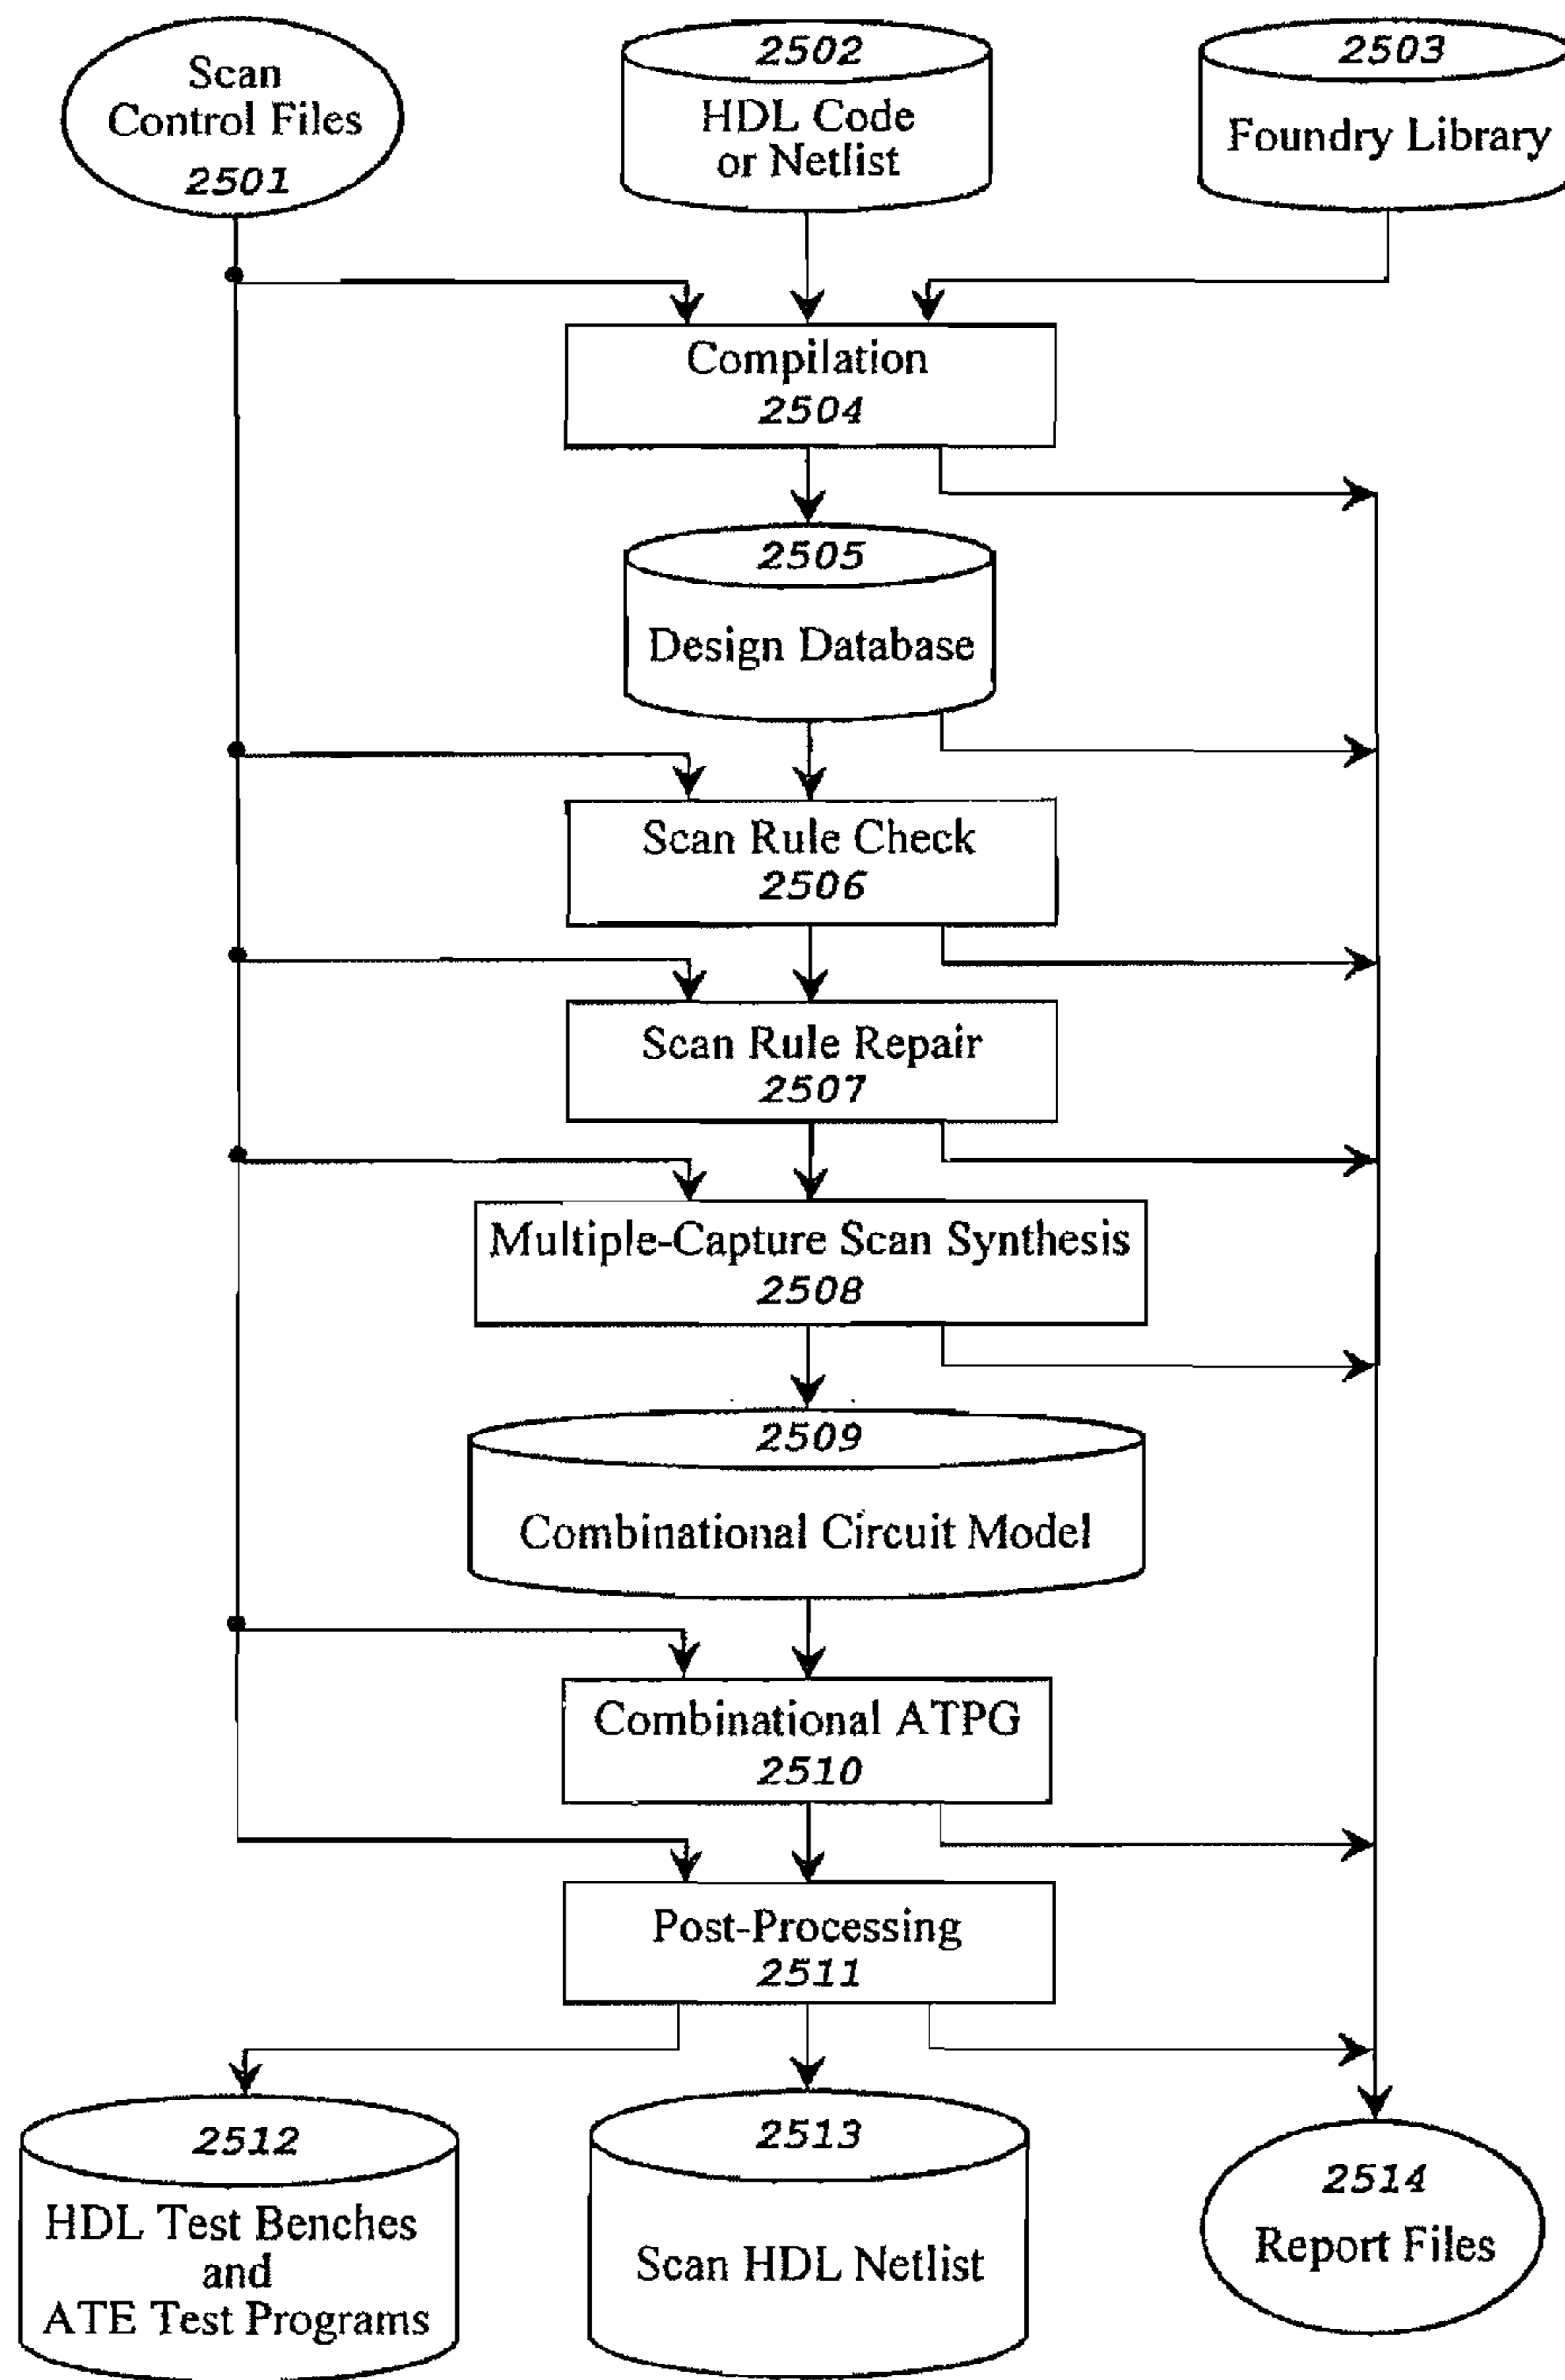 Scan
Control Files
2501
2502
HDL Code
or Netlist
2503
Foundry Library
Compilation
2504
2505
Design Database
Scan Rule Check
2506
Scan Rule Repair
2507
Multiple-Capture Scan Synthesis
2508
2509
Combinational Circuit Model
Combinational ATPG
2510
Post-Processing
2511
2512
HDL Test Benches
and
ATE Test Programs
2513
Scan HDL Netlist
2514
Report Files